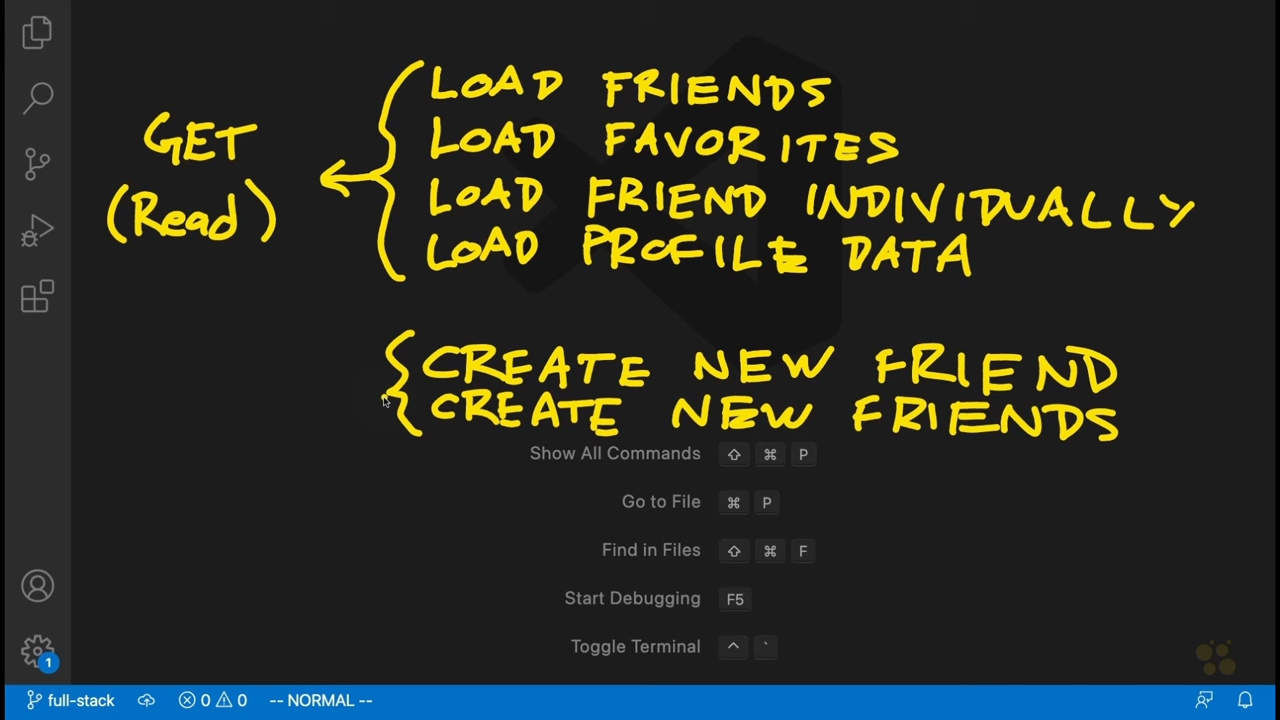 LOAD FRIENDS
GET
LOAD FAVORITES
(Read)
LOAD FRIEND INDIVIDUALLY
LOAD PROFILE DATA
CREATE NEW FRIEND
CREATE NEW FRIENDS
Show All Commands ⇧ ⌘ P
Go to File ⌘ P
Find in Files ⇧ ⌘ F
Start Debugging F5
Toggle Terminal ^ `
1
full-stack 0 0 -- NORMAL --